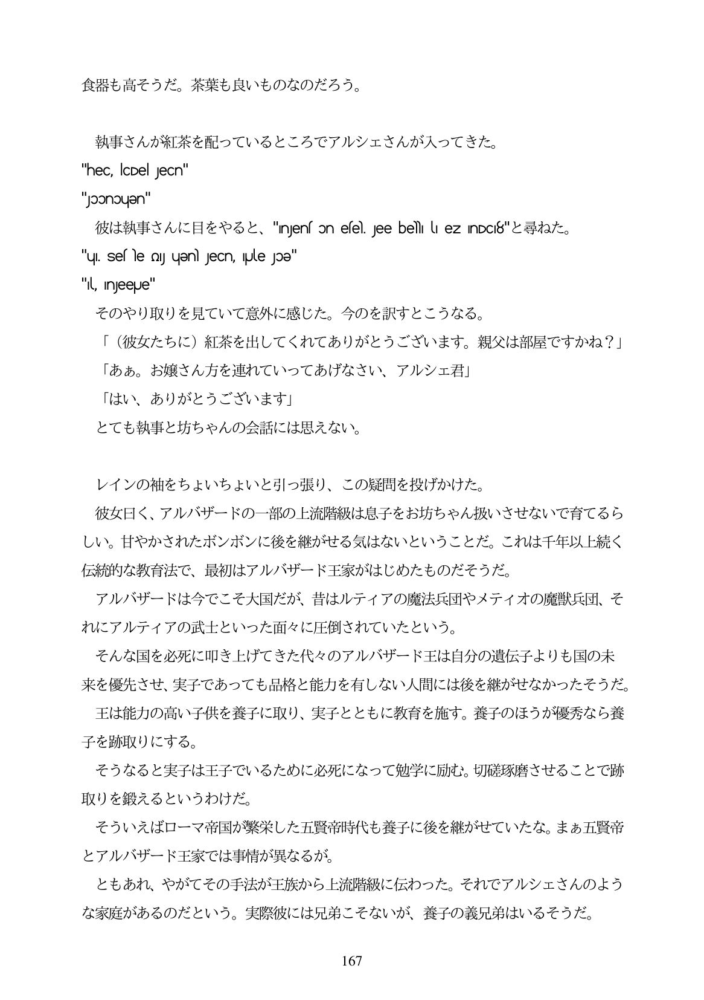 食器も高そうだ。茶葉も良いものなのだろう。
執事さんが紅茶を配っているところでアルシェさんが入ってきた。
彼は執事さんに目をやると、と尋ねた。
そのやり取りを見ていて意外に感じた。今のを訳すとこうなる。
「（彼女たちに）紅茶を出してくれてありがとうございます。親父は部屋ですかね？」
「あぁ。お嬢さん方を連れていってあげなさい、アルシェ君」
「はい、ありがとうございます」
とても執事と坊ちゃんの会話には思えない。
レインの袖をちょいちょいと引っ張り、この疑問を投げかけた。
彼女曰く、アルバザードの一部の上流階級は息子をお坊ちゃん扱いさせないで育てるら
しい。甘やかされたボンボンに後を継がせる気はないということだ。これは千年以上続く
伝統的な教育法で、最初はアルバザード王家がはじめたものだそうだ。
アルバザードは今でこそ大国だが、昔はルティアの魔法兵団やメティオの魔獣兵団、そ
れにアルティアの武士といった面々に圧倒されていたという。
そんな国を必死に叩き上げてきた代々のアルバザード王は自分の遺伝子よりも国の未
来を優先させ、実子であっても品格と能力を有しない人間には後を継がせなかったそうだ。
王は能力の高い子供を養子に取り、実子とともに教育を施す。養子のほうが優秀なら養
子を跡取りにする。
そうなると実子は王子でいるために必死になって勉学に励む。切磋琢磨させることで跡
取りを鍛えるというわけだ。
そういえばローマ帝国が繁栄した五賢帝時代も養子に後を継がせていたな。まぁ五賢帝
とアルバザード王家では事情が異なるが。
ともあれ、やがてその手法が王族から上流階級に伝わった。それでアルシェさんのよう
な家庭があるのだという。実際彼には兄弟こそないが、養子の義兄弟はいるそうだ。
167